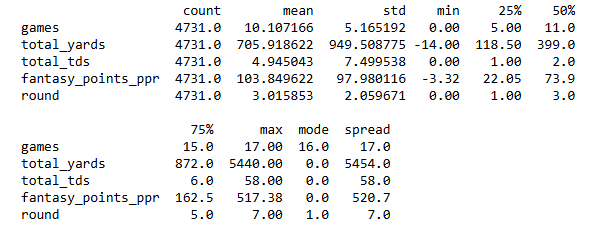 count mean std min 25% 50%
games 4731.0 10.107166 5.165192 0.00 5.00 11.0
total_yards 4731.0 705.918622 949.508775 -14.00 118.50 399.0
total_tds 4731.0 4.945043 7.499538 0.00 1.00 2.0
fantasy_points_ppr 4731.0 103.849622 97.980116 -3.32 22.05 73.9
round 4731.0 3.015853 2.059671 0.00 1.00 3.0
75% max mode spread
games 15.0 17.00 16.0 17.0
total_yards 872.0 5440.00 0.0 5454.0
total_tds 6.0 58.00 0.0 58.0
fantasy_points_ppr 162.5 517.38 0.0 520.7
round 5.0 7.00 1.0 7.0